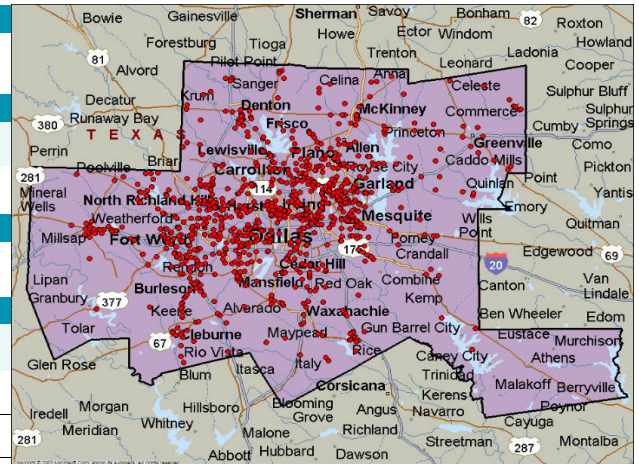 Bowie Gainesville Sherman Savoy Bonham 82 Roxton
Forestburg Howe Ector Windom Howland
Tioga Trenton Ladonia
81 Pilot Point Leonard Cooper
Alvord Sanger Celina Anna Celeste
Decatur Krum Sulphur Bluff
Runaway Bay Denton McKinney Commerce Sulphur
380 TEXAS Frisco Princeton Cumby Springs
Perrin Lewisville Plano Allen Greenville Como
Poolville Briar Carrollton Caddo Mills
281 114 Garland Point Pickton
Mineral Quinlan Yantis
Wells North Richland Hills Hurst Irving Emory
Weatherford Mesquite Wills Quitman
Millsap Fort Worth Dallas 175 Forney Point Edgewood 69
Cedar Hill Crandall 20
Lipan Rendon Mansfield Red Oak Combine Canton Van
Granbury 377 Burleson Kemp Lindale
Keene Alvarado Waxahachie Ben Wheeler Edom
Tolar Cleburne Maypearl Gun Barrel City Eustace Murchison
67 Rio Vista Rice Caney City Athens
Glen Rose Itasca Italy Trinidad
Blum Corsicana Malakoff Berryville
Morgan Hillsboro Blooming Kerens Poynor
Iredell Whitney Grove Angus Navarro Cayuga
Meridian Malone Richland
281 Abbott Hubbard Dawson Streetman 287 Montalba